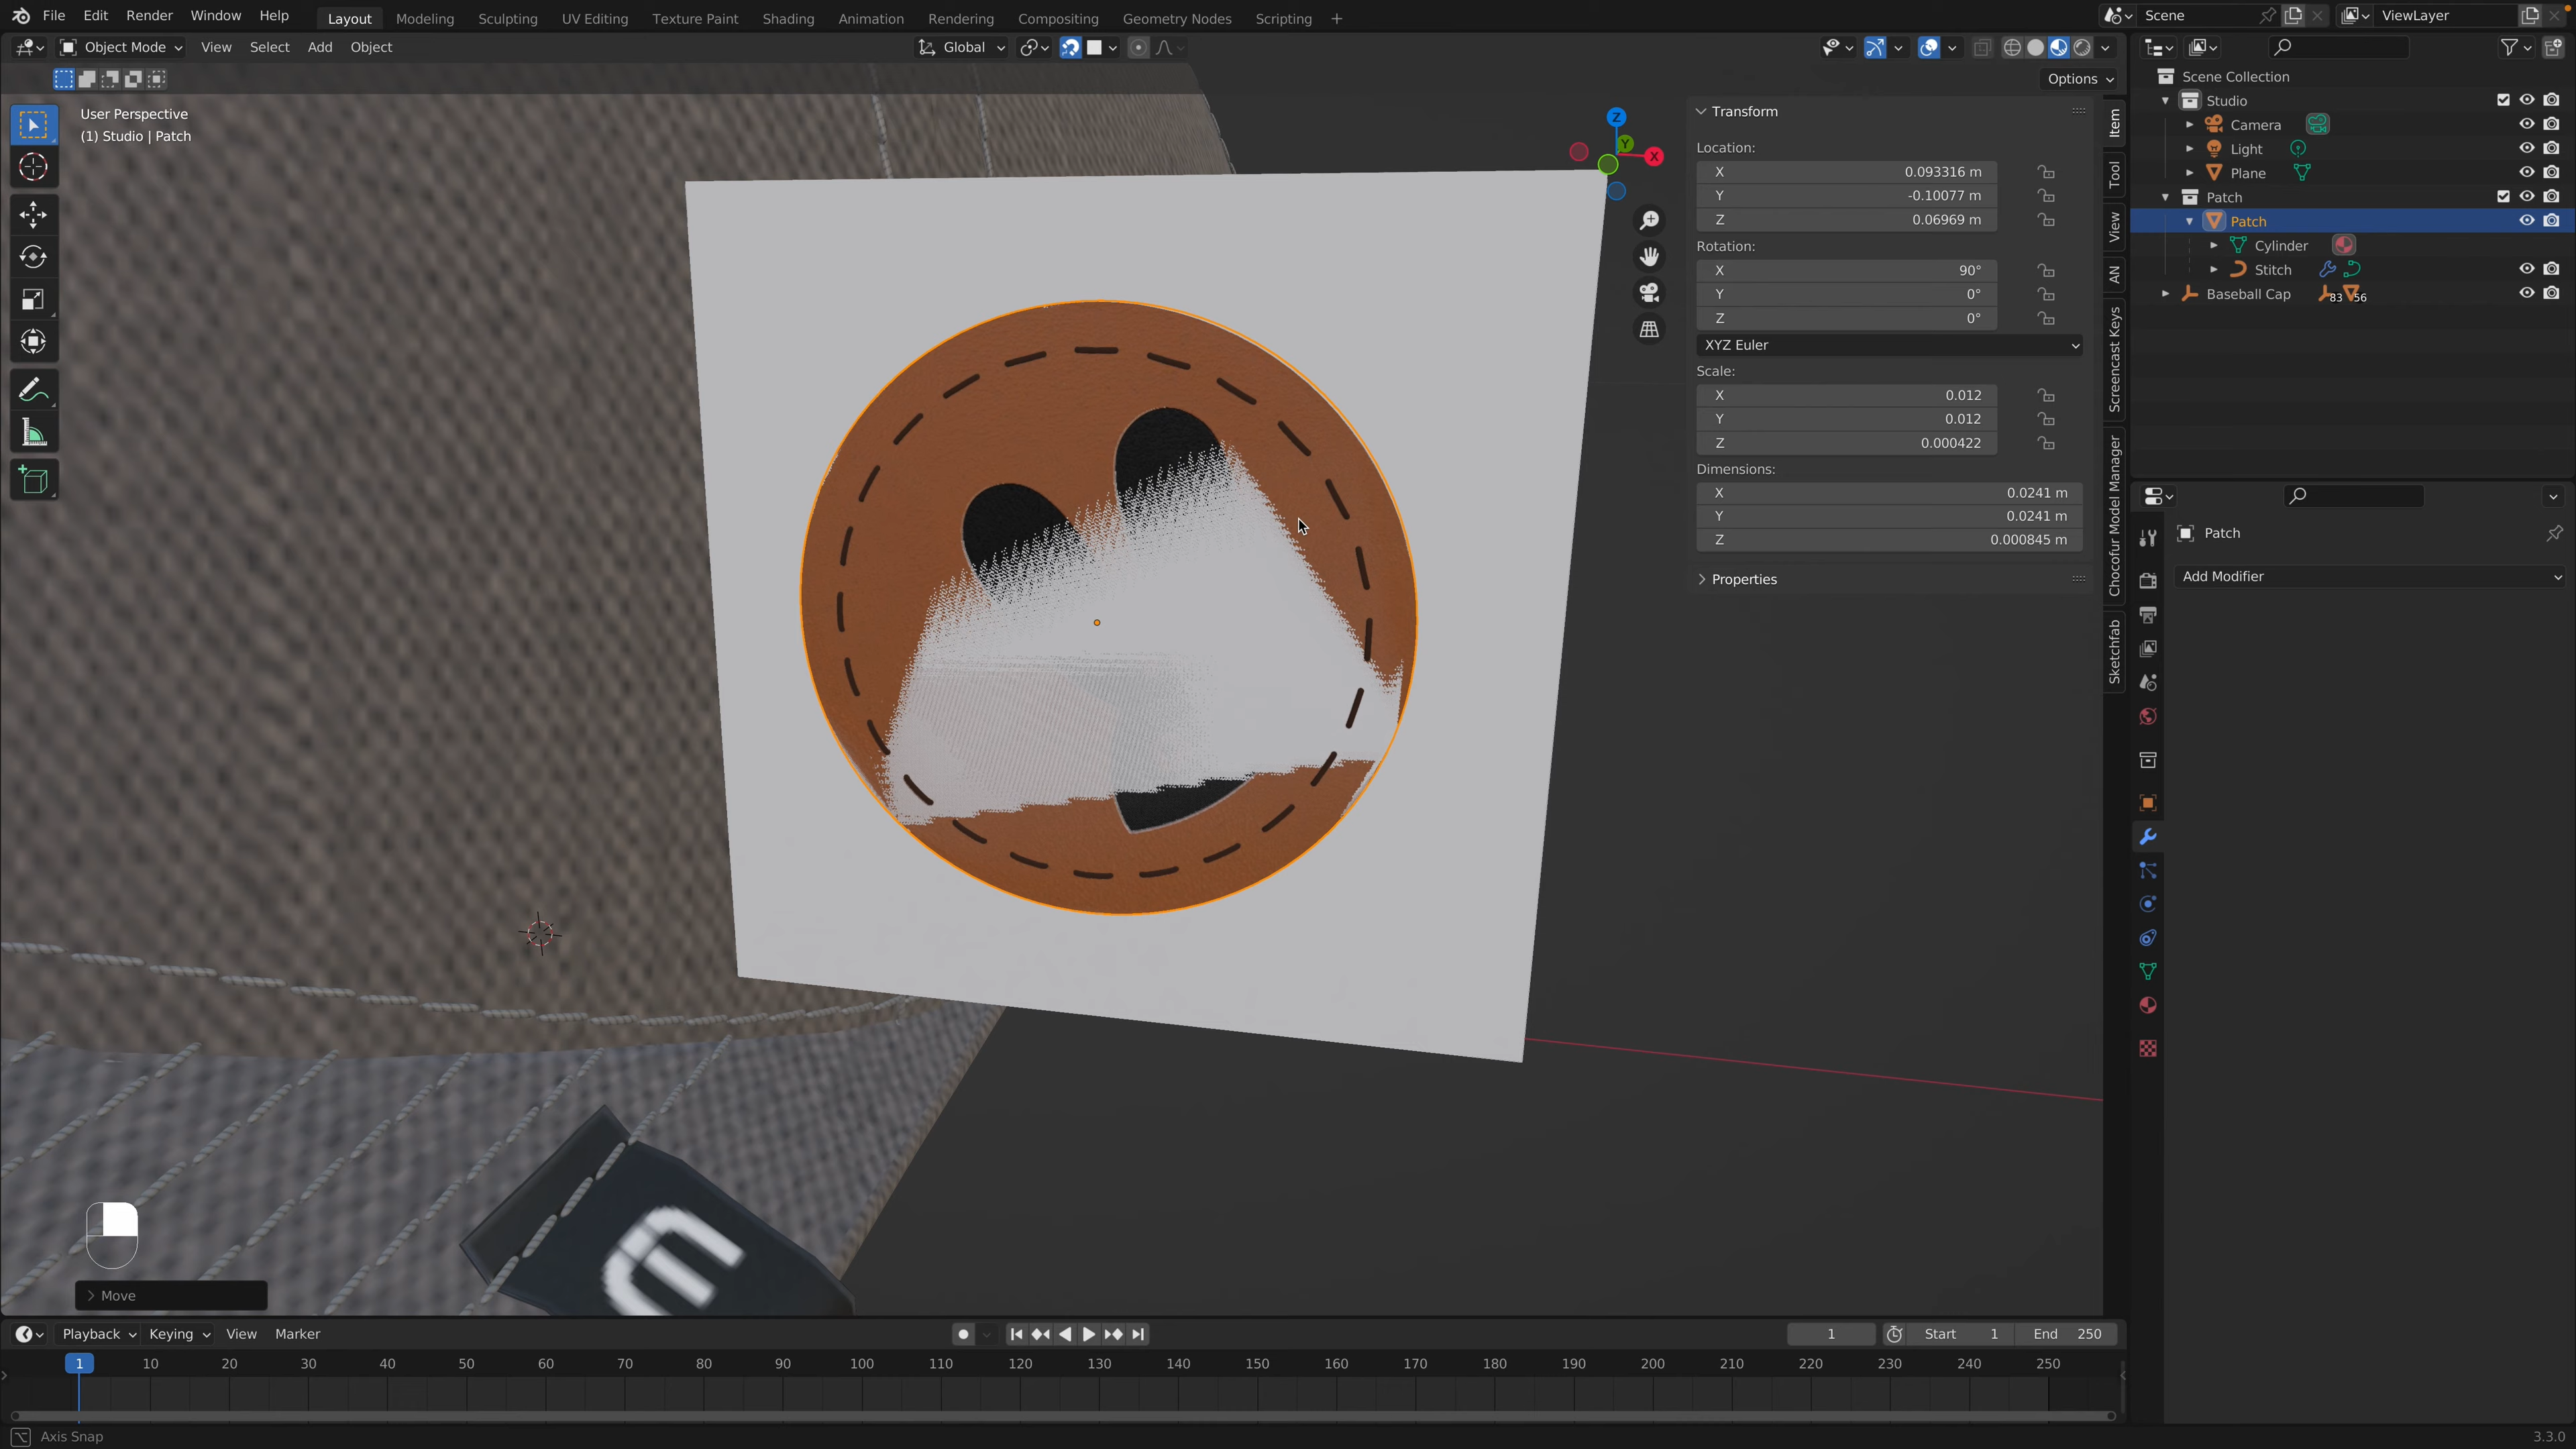 File Edit Render Window Help Layout Modeling Sculpting UV Editing Texture Paint Shading Animation Rendering Compositing Geometry Nodes Scripting + Scene ViewLayer
Object Mode View Select Add Object Global
Options
User Perspective
(1) Studio | Patch
Z
Y
X
Transform
Location:
X 0.093316 m
Y -0.10077 m
Z 0.06969 m
Rotation:
X 90°
Y 0°
Z 0°
XYZ Euler
Scale:
X 0.012
Y 0.012
Z 0.000422
Dimensions:
X 0.0241 m
Y 0.0241 m
Z 0.000845 m
Properties
Item
Tool
View
AN
Screencast Keys
Chocofur Model Manager
Sketchfab
Scene Collection
Studio
Camera
Light
Plane
Patch
Patch
Cylinder
Stitch
Baseball Cap 83 56
Patch
Add Modifier
Move
Playback Keying View Marker 1 Start 1 End 250
1 10 20 30 40 50 60 70 80 90 100 110 120 130 140 150 160 170 180 190 200 210 220 230 240 250
Axis Snap 3.3.0